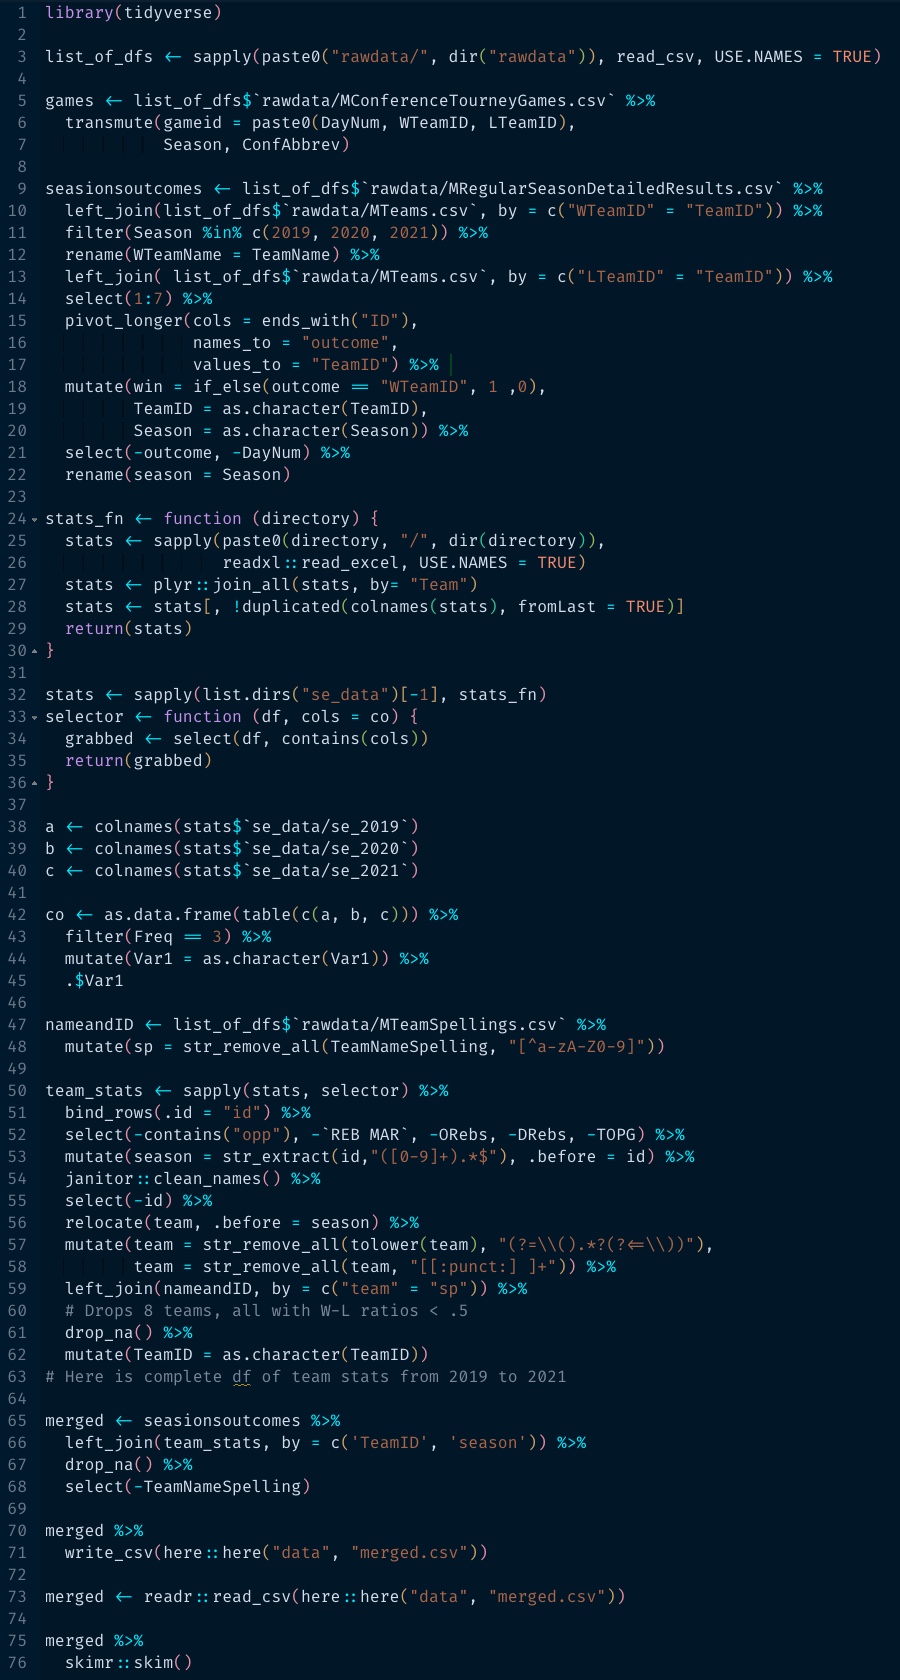 1 library(tidyverse)
2
3 list_of_dfs <- sapply(paste0("rawdata/", dir("rawdata")), read_csv, USE.NAMES = TRUE)
4
5 games <- list_of_dfs$`rawdata/MConferenceTourneyGames.csv` %>%
6   transmute(gameid = paste0(DayNum, WTeamID, LTeamID),
7             Season, ConfAbbrev)
8
9 seasionsoutcomes <- list_of_dfs$`rawdata/MRegularSeasonDetailedResults.csv` %>%
10   left_join(list_of_dfs$`rawdata/MTeams.csv`, by = c("WTeamID" = "TeamID")) %>%
11   filter(Season %in% c(2019, 2020, 2021)) %>%
12   rename(WTeamName = TeamName) %>%
13   left_join( list_of_dfs$`rawdata/MTeams.csv`, by = c("LTeamID" = "TeamID")) %>%
14   select(1:7) %>%
15   pivot_longer(cols = ends_with("ID"),
16                names_to = "outcome",
17                values_to = "TeamID") %>%
18   mutate(win = if_else(outcome == "WTeamID", 1 ,0),
19          TeamID = as.character(TeamID),
20          Season = as.character(Season)) %>%
21   select(-outcome, -DayNum) %>%
22   rename(season = Season)
23
24 stats_fn <- function (directory) {
25   stats <- sapply(paste0(directory, "/", dir(directory)),
26                   readxl::read_excel, USE.NAMES = TRUE)
27   stats <- plyr::join_all(stats, by= "Team")
28   stats <- stats[, !duplicated(colnames(stats), fromLast = TRUE)]
29   return(stats)
30 }
31
32 stats <- sapply(list.dirs("se_data")[-1], stats_fn)
33 selector <- function (df, cols = co) {
34   grabbed <- select(df, contains(cols))
35   return(grabbed)
36 }
37
38 a <- colnames(stats$`se_data/se_2019`)
39 b <- colnames(stats$`se_data/se_2020`)
40 c <- colnames(stats$`se_data/se_2021`)
41
42 co <- as.data.frame(table(c(a, b, c))) %>%
43   filter(Freq == 3) %>%
44   mutate(Var1 = as.character(Var1)) %>%
45   .$Var1
46
47 nameandID <- list_of_dfs$`rawdata/MTeamSpellings.csv` %>%
48   mutate(sp = str_remove_all(TeamNameSpelling, "[^a-zA-Z0-9]"))
49
50 team_stats <- sapply(stats, selector) %>%
51   bind_rows(.id = "id") %>%
52   select(-contains("opp"), -`REB MAR`, -ORebs, -DRebs, -TOPG) %>%
53   mutate(season = str_extract(id,"([0-9]+).*$"), .before = id) %>%
54   janitor::clean_names() %>%
55   select(-id) %>%
56   relocate(team, .before = season) %>%
57   mutate(team = str_remove_all(tolower(team), "(?=\\().*?(?<=\\))"),
58          team = str_remove_all(team, "[[:punct:] ]+")) %>%
59   left_join(nameandID, by = c("team" = "sp")) %>%
60   # Drops 8 teams, all with W-L ratios < .5
61   drop_na() %>%
62   mutate(TeamID = as.character(TeamID))
63 # Here is complete df of team stats from 2019 to 2021
64
65 merged <- seasionsoutcomes %>%
66   left_join(team_stats, by = c('TeamID', 'season')) %>%
67   drop_na() %>%
68   select(-TeamNameSpelling)
69
70 merged %>%
71   write_csv(here::here("data", "merged.csv"))
72
73 merged <- readr::read_csv(here::here("data", "merged.csv"))
74
75 merged %>%
76   skimr::skim()